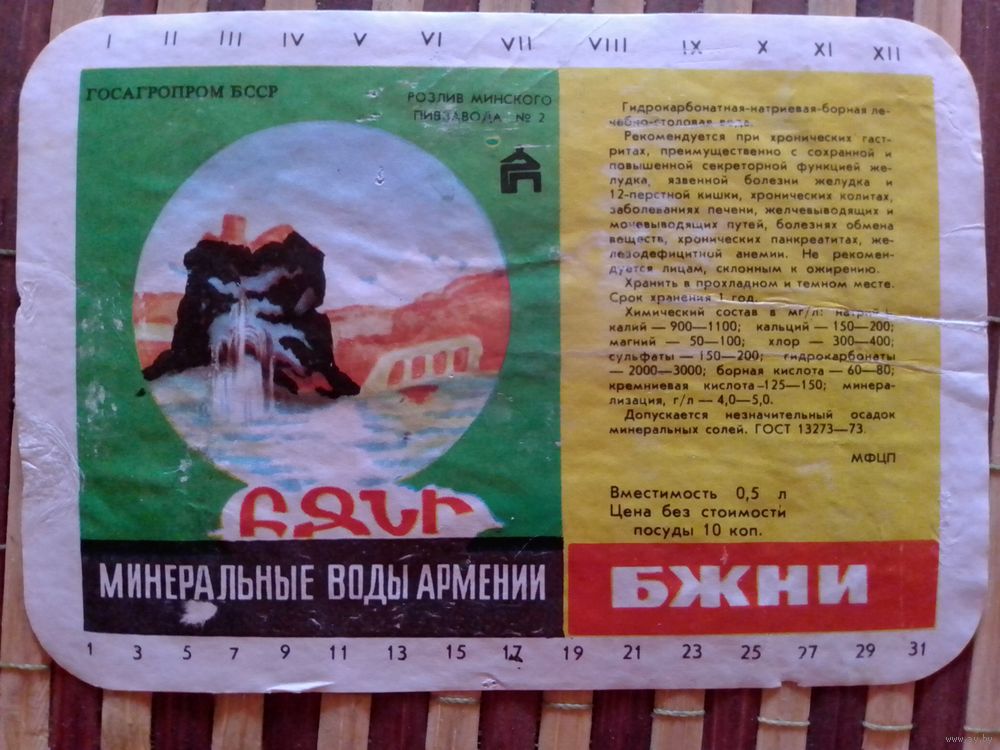 I II III IV V VI VII VIII IX X XI XII
ГОСАГРОПРОМ БССР
РОЗЛИВ МИНСКОГО
ПИВЗАВОДА № 2
ԲՋՆԻ
МИНЕРАЛЬНЫЕ ВОДЫ АРМЕНИИ
Гидрокарбонатная-натриевая-борная ле-
чебно-столовая вода.
Рекомендуется при хронических гаст-
ритах, преимущественно с сохранной и
повышенной секреторной функцией же-
лудка, язвенной болезни желудка и
12-перстной кишки, хронических колитах,
заболеваниях печени, желчевыводящих и
мочевыводящих путей, болезнях обмена
веществ, хронических панкреатитах, же-
лезодефицитной анемии. Не рекомен-
дуется лицам, склонным к ожирению.
Хранить в прохладном и темном месте.
Срок хранения 1 год.
Химический состав в мг/л:
калий — 900—1100; кальций — 150—200;
магний — 50—100; хлор — 300—400;
сульфаты — 150—200; гидрокарбонаты
— 2000—3000; борная кислота — 60—80;
кремниевая кислота -125—150; минера-
лизация, г/л — 4,0—5,0.
Допускается незначительный осадок
минеральных солей. ГОСТ 13273—73.
МФЦП
Вместимость 0,5 л
Цена без стоимости
посуды 10 коп.
БЖНИ
1 3 5 7 9 11 13 15 17 19 21 23 25 27 29 31
www.ay.by